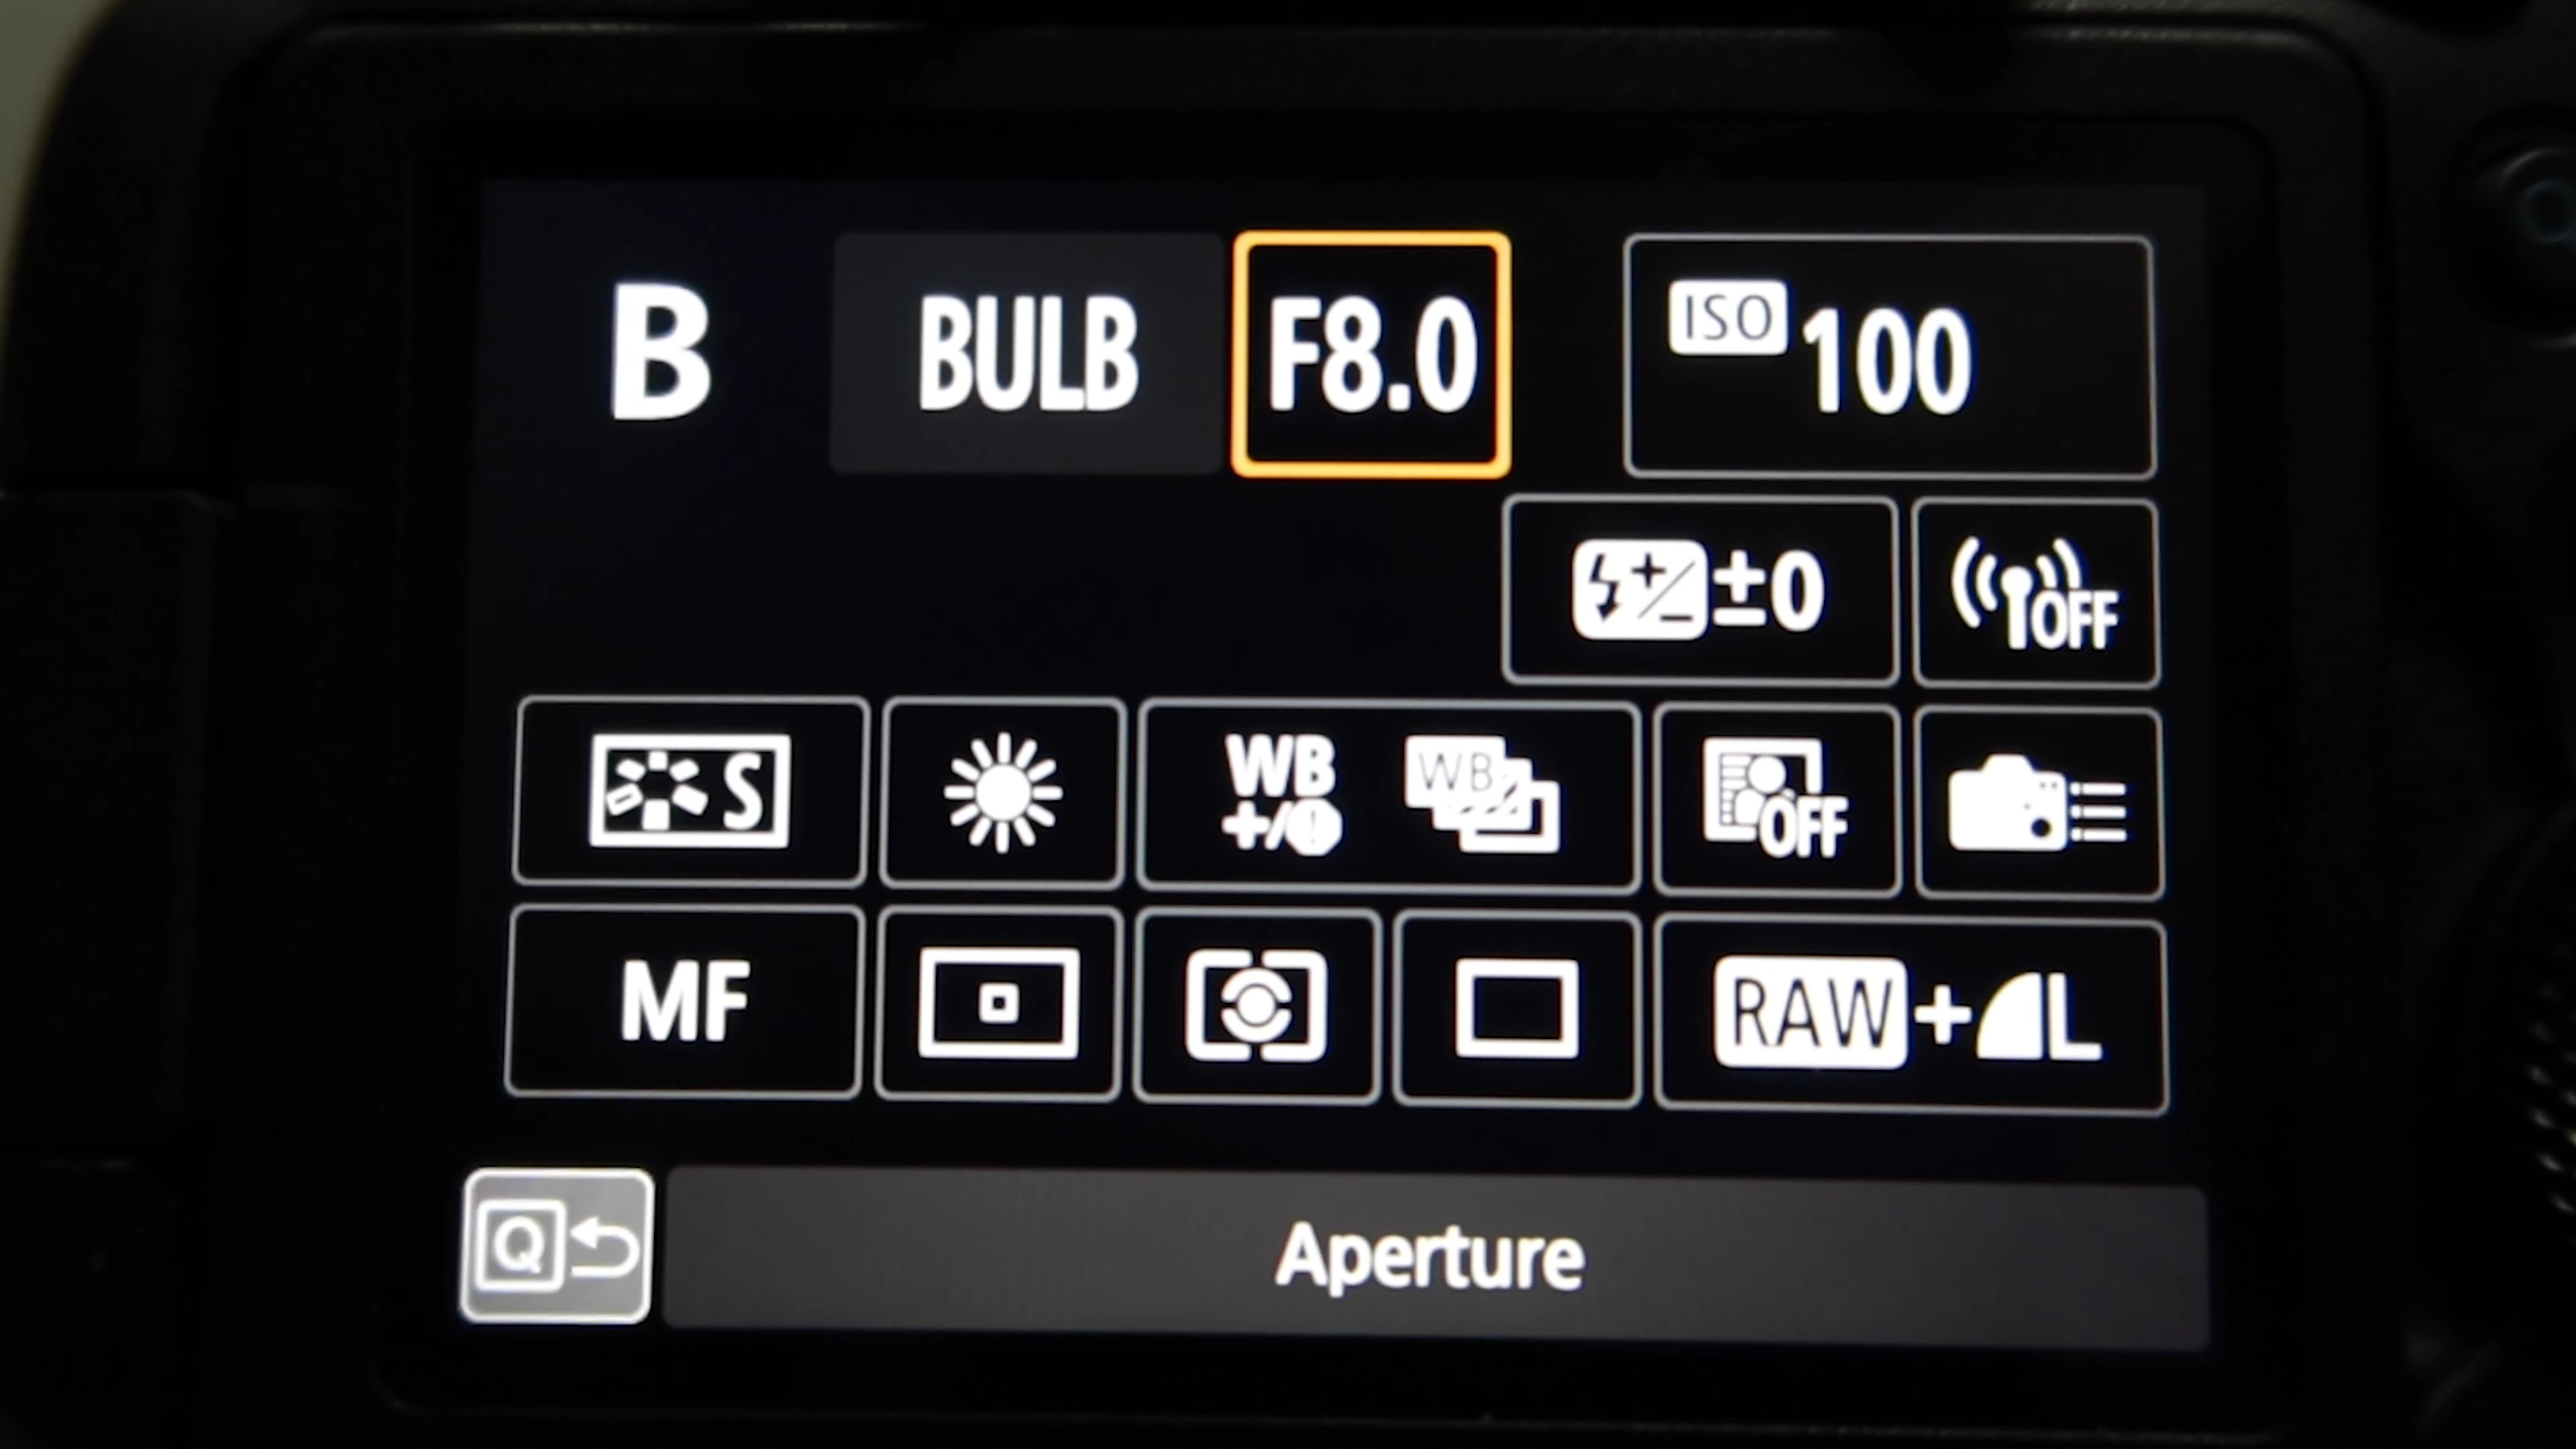 B BULB F8.0 ISO 100
±0 OFF
S WB +/- WB OFF
MF RAW+L
Q Aperture